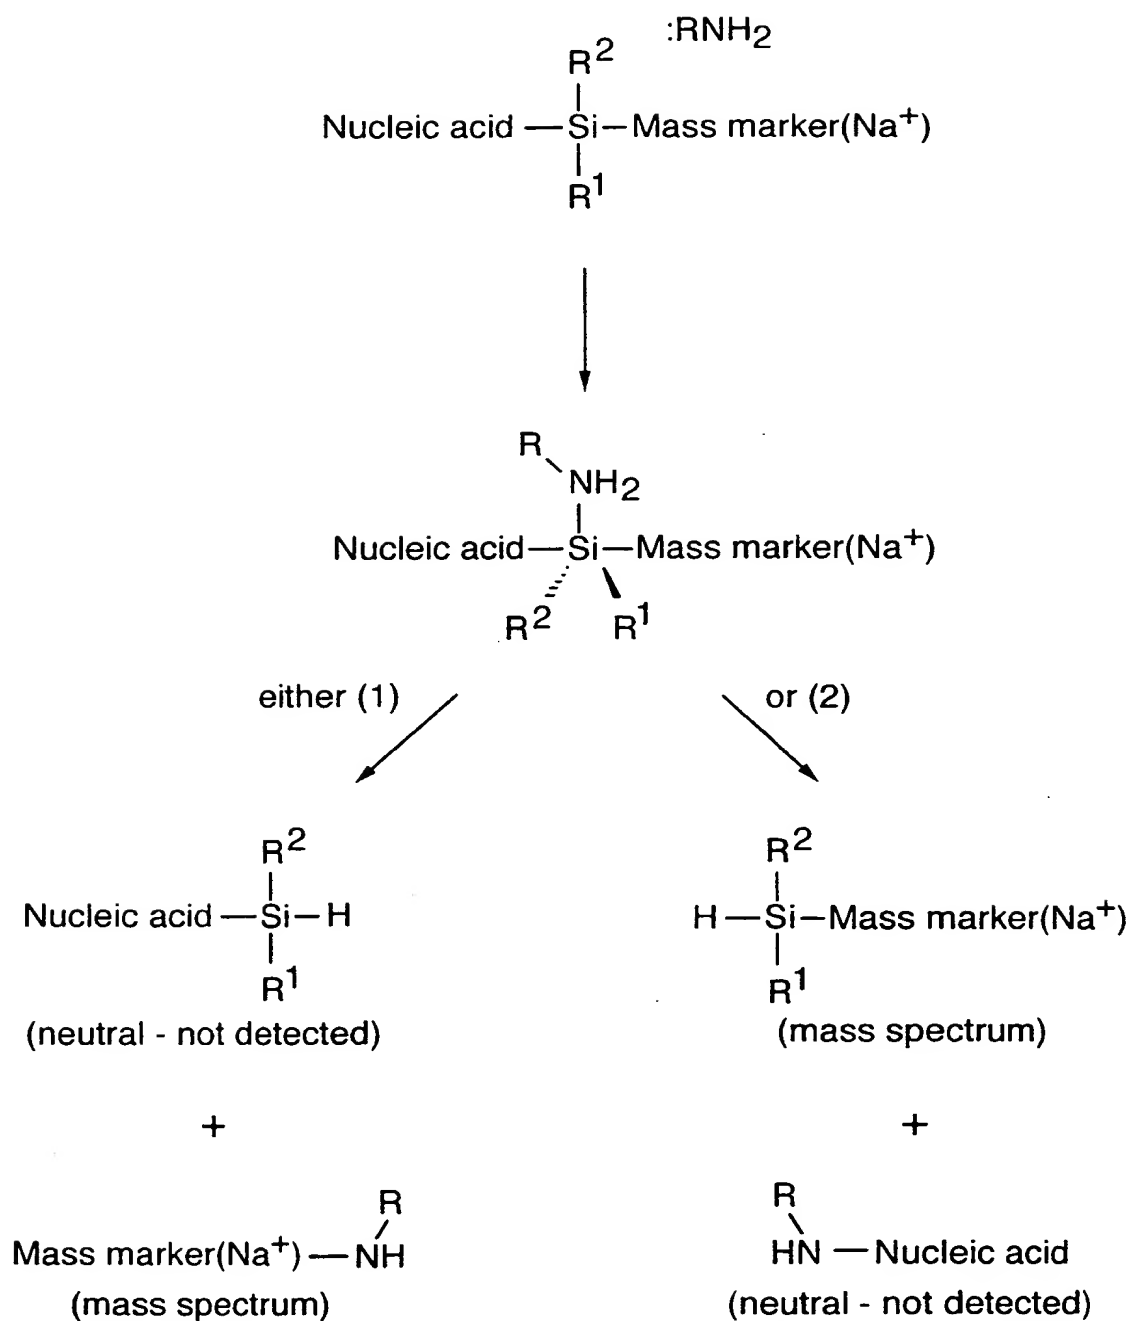 :RNH2
R2
Nucleic acid — Si — Mass marker(Na+)
R1
R
NH2
Nucleic acid — Si — Mass marker(Na+)
R2 R1
either (1) or (2)
R2
Nucleic acid — Si — H
R1
(neutral - not detected)
+
R
Mass marker(Na+) — NH
(mass spectrum)
R2
H — Si — Mass marker(Na+)
R1
(mass spectrum)
+
R
HN — Nucleic acid
(neutral - not detected)